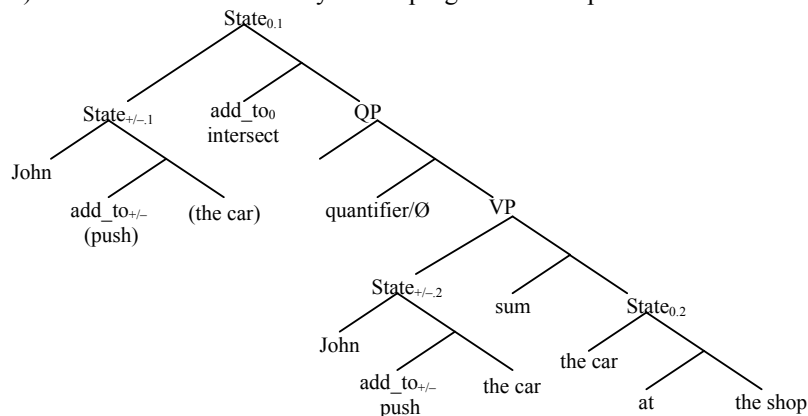 State0.1
State+/–.1
add_to0
intersect
QP
John
add_to+/–
(push)
(the car)
quantifier/Ø
VP
State+/–.2
sum
State0.2
John
the car
add_to+/–
push
the car
at
the shop